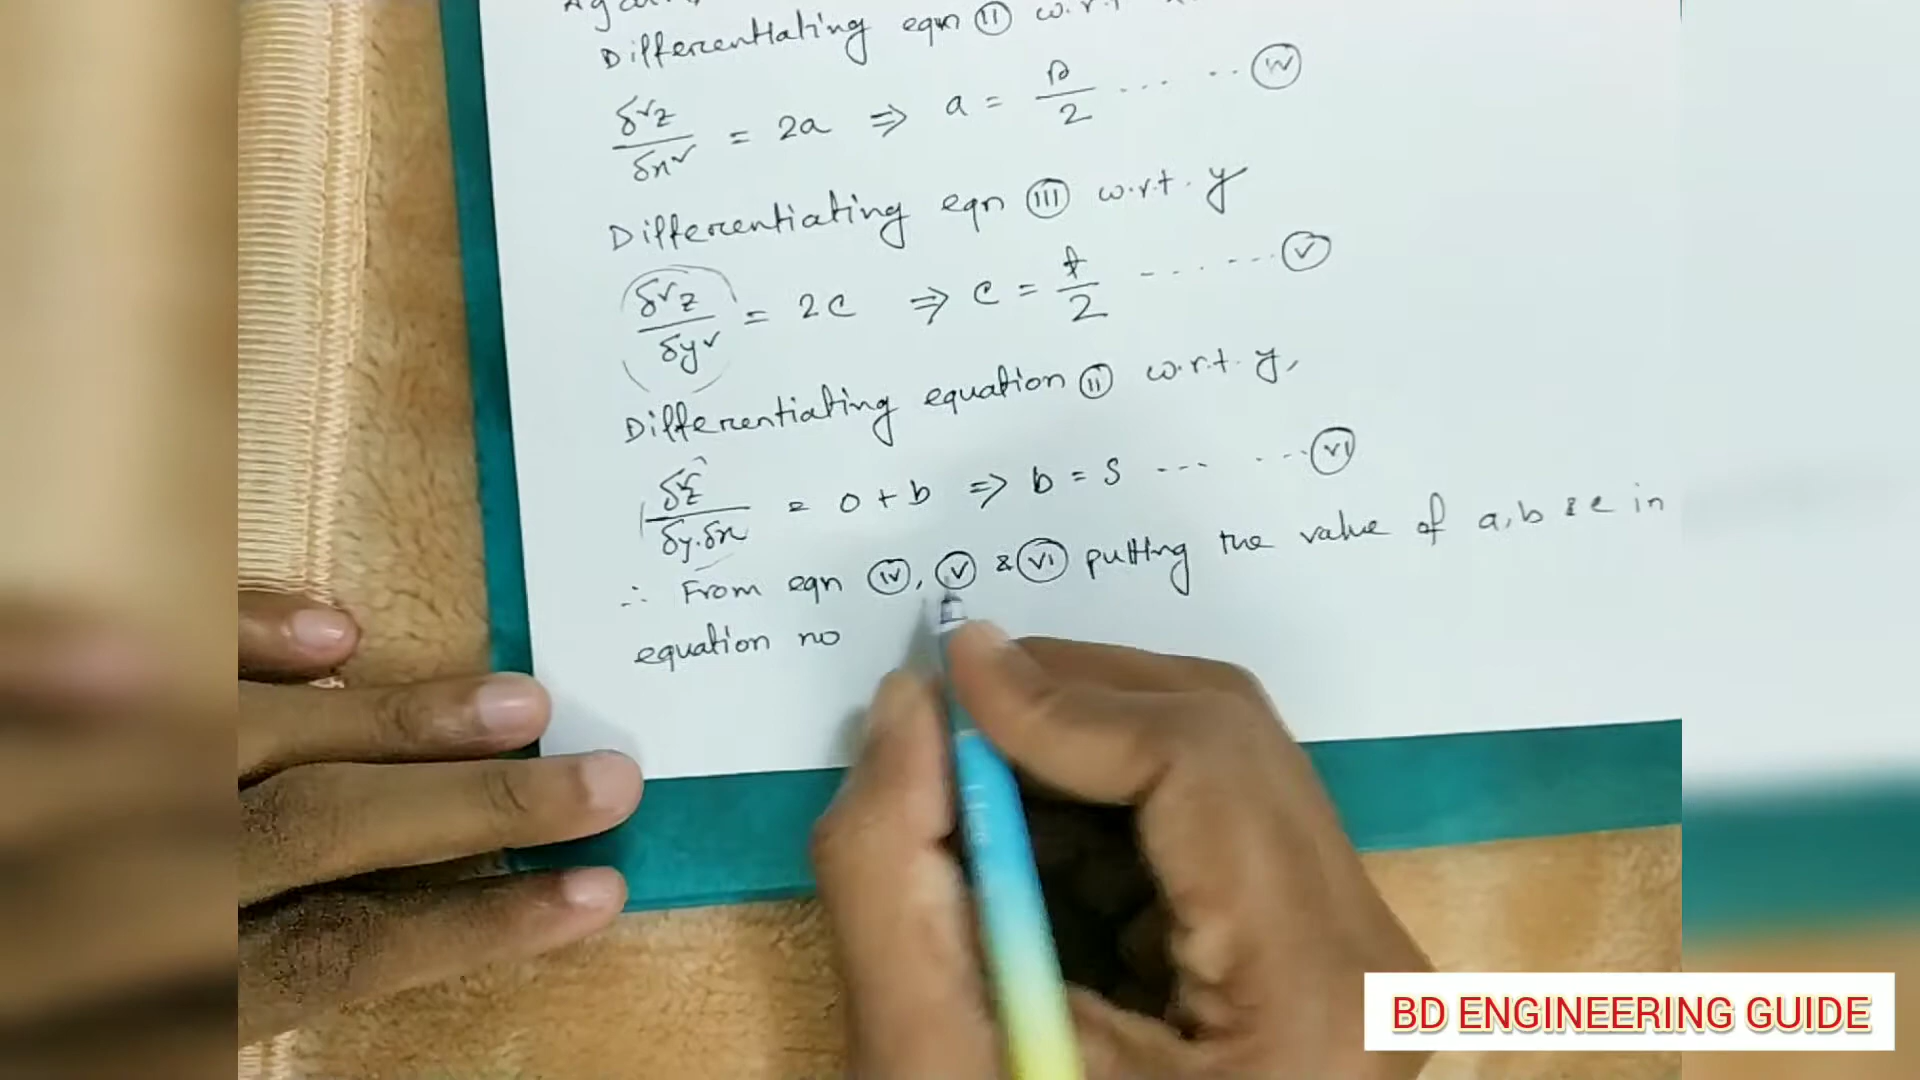 Again,
Differentiating eqn (II) w.r.t
δ²z/δx² = 2a ⇒ a = r/2 ... .. (IV)
Differentiating eqn (III) w.r.t. y
δ²z/δy² = 2c ⇒ c = t/2 ... ... (V)
Differentiating equation (II) w.r.t. y,
δ²z/δy.δx = 0 + b ⇒ b = S ... ... (VI)
∴ From eqn (IV), (V) & (VI) putting the value of a, b & c in
equation no
BD ENGINEERING GUIDE